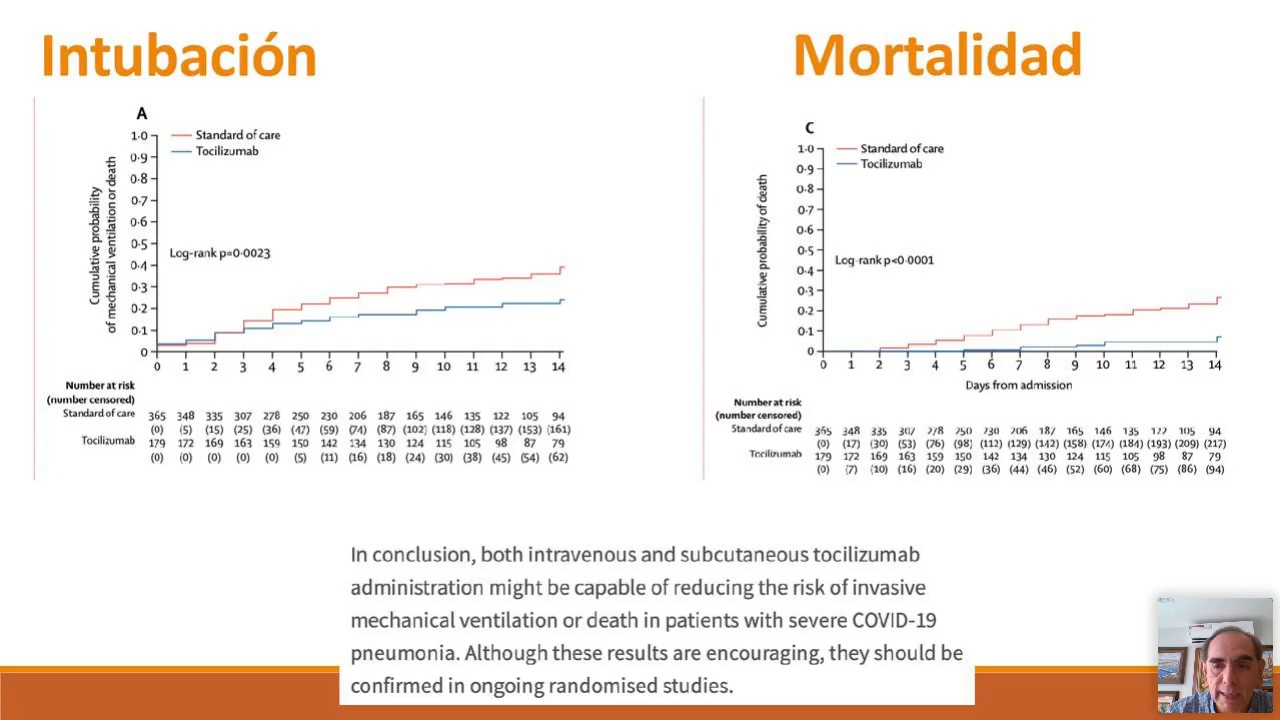 Intubación
Mortalidad
A
Standard of care
Tocilizumab
1·0
0·9
0·8
0·7
0·6
0·5
0·4
0·3
0·2
0·1
0
Cumulative probability
of mechanical ventilation or death
Log-rank p=0·0023
0 1 2 3 4 5 6 7 8 9 10 11 12 13 14
Number at risk
(number censored)
Standard of care 365 348 335 307 278 250 230 206 187 165 146 135 122 105 94
(0) (5) (15) (25) (36) (47) (59) (74) (87) (102) (118) (128) (137) (153) (161)
Tocilizumab 179 172 169 163 159 150 142 134 130 124 115 105 98 87 79
(0) (0) (0) (0) (0) (5) (11) (16) (18) (24) (30) (38) (45) (54) (62)
C
Standard of care
Tocilizumab
1·0
0·9
0·8
0·7
0·6
0·5
0·4
0·3
0·2
0·1
0
Cumulative probability of death
Log-rank p<0·0001
0 1 2 3 4 5 6 7 8 9 10 11 12 13 14
Days from admission
Number at risk
(number censored)
Standard of care 365 348 335 307 278 250 230 206 187 165 146 135 122 105 94
(0) (17) (30) (53) (76) (98) (112) (129) (142) (158) (174) (184) (193) (209) (217)
Tocilizumab 179 172 169 163 159 150 142 134 130 124 115 105 98 87 79
(0) (7) (10) (16) (20) (29) (36) (44) (46) (52) (60) (68) (75) (86) (94)
In conclusion, both intravenous and subcutaneous tocilizumab
administration might be capable of reducing the risk of invasive
mechanical ventilation or death in patients with severe COVID-19
pneumonia. Although these results are encouraging, they should be
confirmed in ongoing randomised studies.